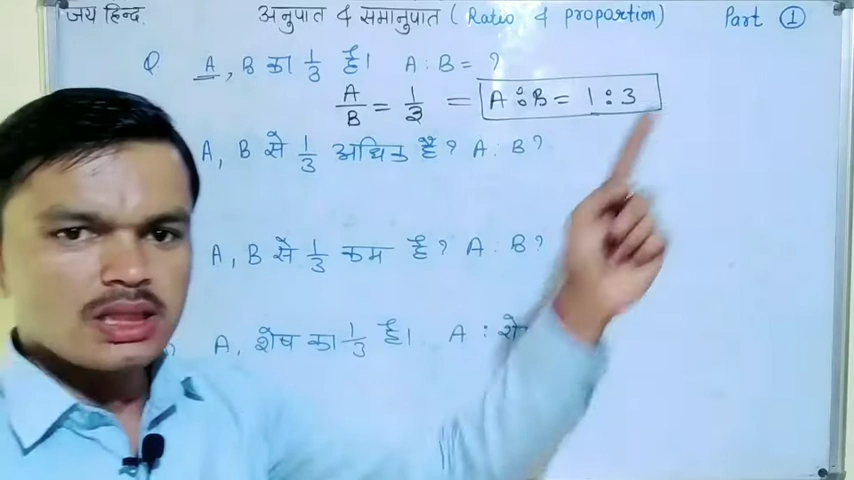 जय हिन्द. अनुपात & समानुपात ( Ratio & proportion) Part ①
Q A, B का 1/3 है। A : B = ?
A/B = 1/3 = A : B = 1 : 3
A, B से 1/3 अधिक है? A : B?
A, B से 1/3 कम है? A : B?
A, शेष का 1/3 है। A :